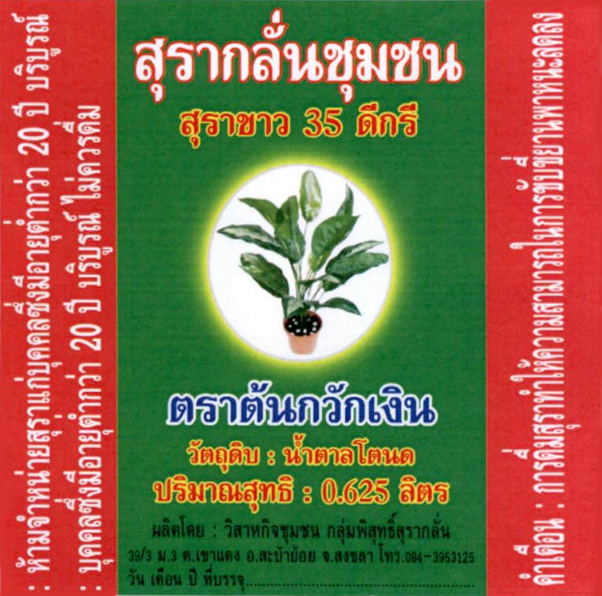 สุรากลั่นชุมชน
สุราขาว 35 ดีกรี
ตราต้นกวักเงิน
วัตถุดิบ : น้ำตาลโตนด
ปริมาณสุทธิ : 0.625 ลิตร
ผลิตโดย : วิสาหกิจชุมชน กลุ่มพิสุทธิ์สุรากลั่น
39/3 ม.3 ต.เขาแดง อ.สะบ้าย้อย จ.สงขลา โทร.084-3953125
วัน เดือน ปี ที่บรรจุ
: ห้ามจำหน่ายสุราแก่บุคคลซึ่งมีอายุต่ำกว่า 20 ปี บริบูรณ์
: บุคคลซึ่งมีอายุต่ำกว่า 20 ปี บริบูรณ์ ไม่ควรดื่ม
คำเตือน : การดื่มสุราทำให้ความสามารถในการขับขี่ยานพาหนะลดลง